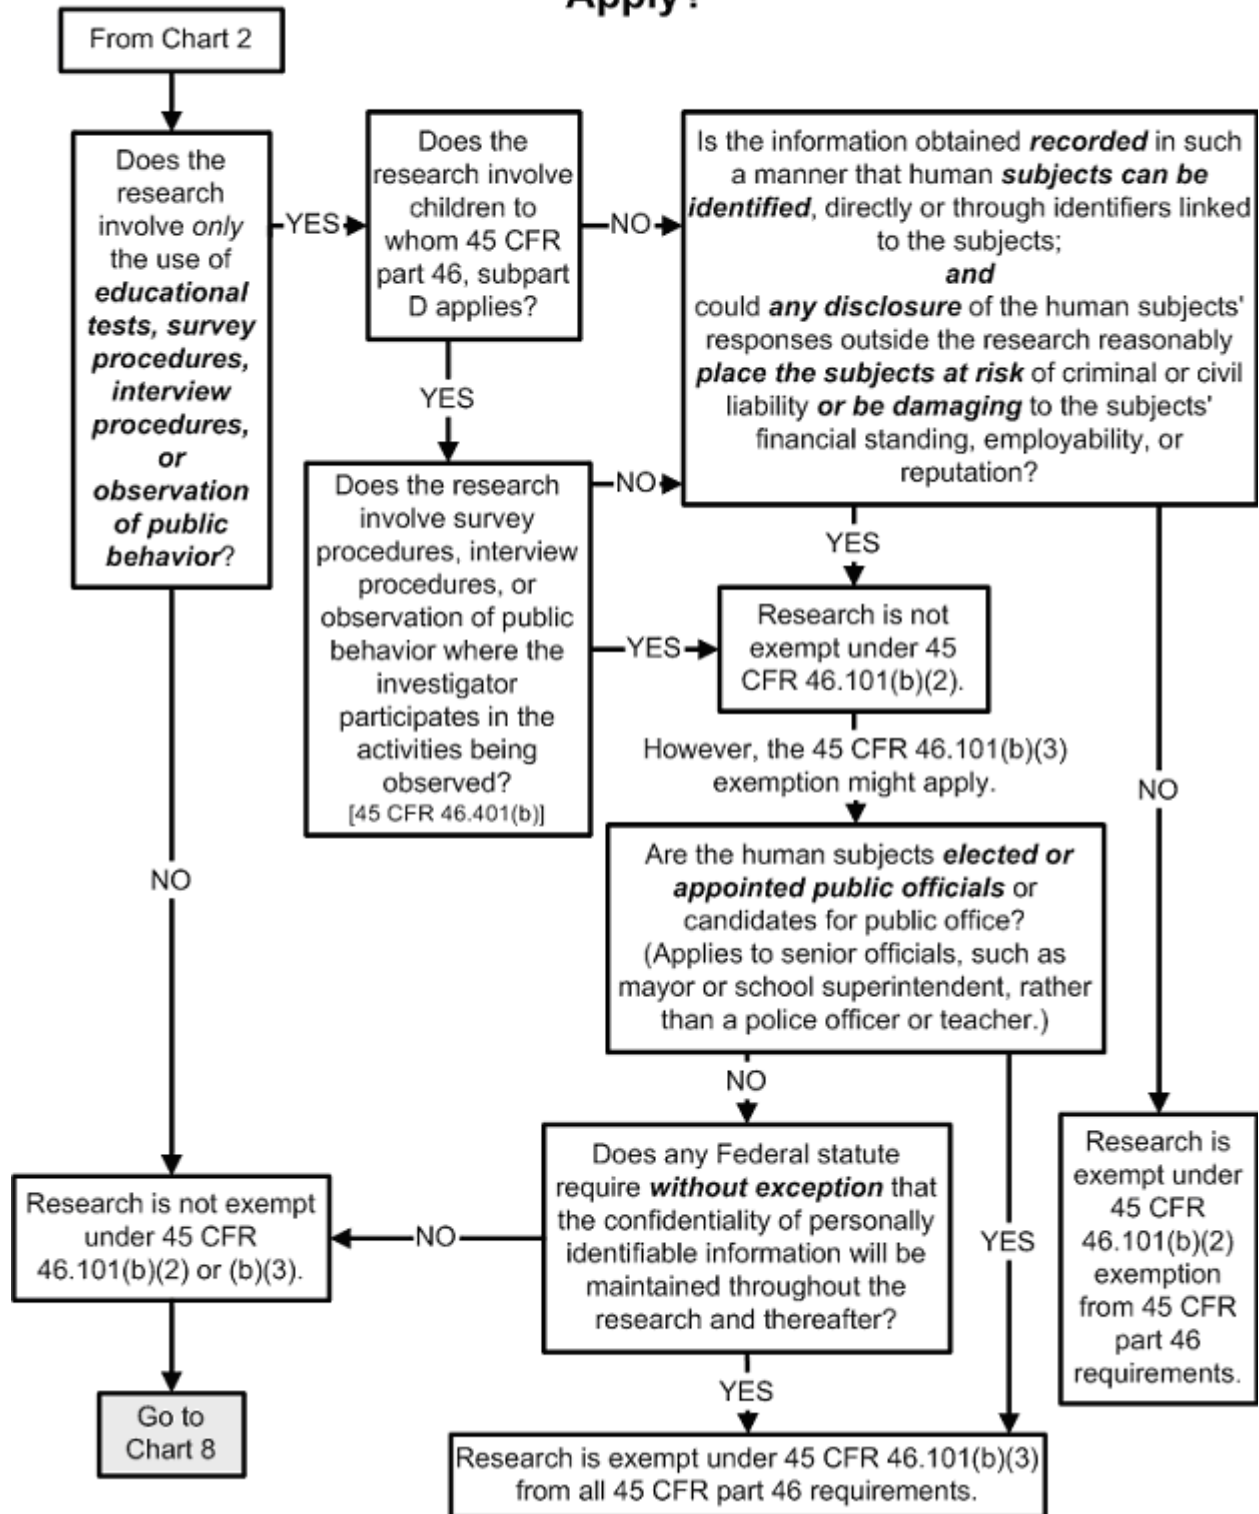 Apply?
From Chart 2
Does the
research
involve only
the use of
educational
tests, survey
procedures,
interview
procedures,
or
observation
of public
behavior?
YES
Does the
research involve
children to
whom 45 CFR
part 46, subpart
D applies?
NO
Is the information obtained recorded in such
a manner that human subjects can be
identified, directly or through identifiers linked
to the subjects;
and
could any disclosure of the human subjects'
responses outside the research reasonably
place the subjects at risk of criminal or civil
liability or be damaging to the subjects'
financial standing, employability, or
reputation?
YES
Does the research
involve survey
procedures, interview
procedures, or
observation of public
behavior where the
investigator
participates in the
activities being
observed?
[45 CFR 46.401(b)]
NO
YES
YES
Research is not
exempt under 45
CFR 46.101(b)(2).
However, the 45 CFR 46.101(b)(3)
exemption might apply.
NO
Are the human subjects elected or
appointed public officials or
candidates for public office?
(Applies to senior officials, such as
mayor or school superintendent, rather
than a police officer or teacher.)
NO
NO
YES
Does any Federal statute
require without exception that
the confidentiality of personally
identifiable information will be
maintained throughout the
research and thereafter?
NO
Research is not exempt
under 45 CFR
46.101(b)(2) or (b)(3).
Research is
exempt under
45 CFR
46.101(b)(2)
exemption
from 45 CFR
part 46
requirements.
YES
Go to
Chart 8
Research is exempt under 45 CFR 46.101(b)(3)
from all 45 CFR part 46 requirements.